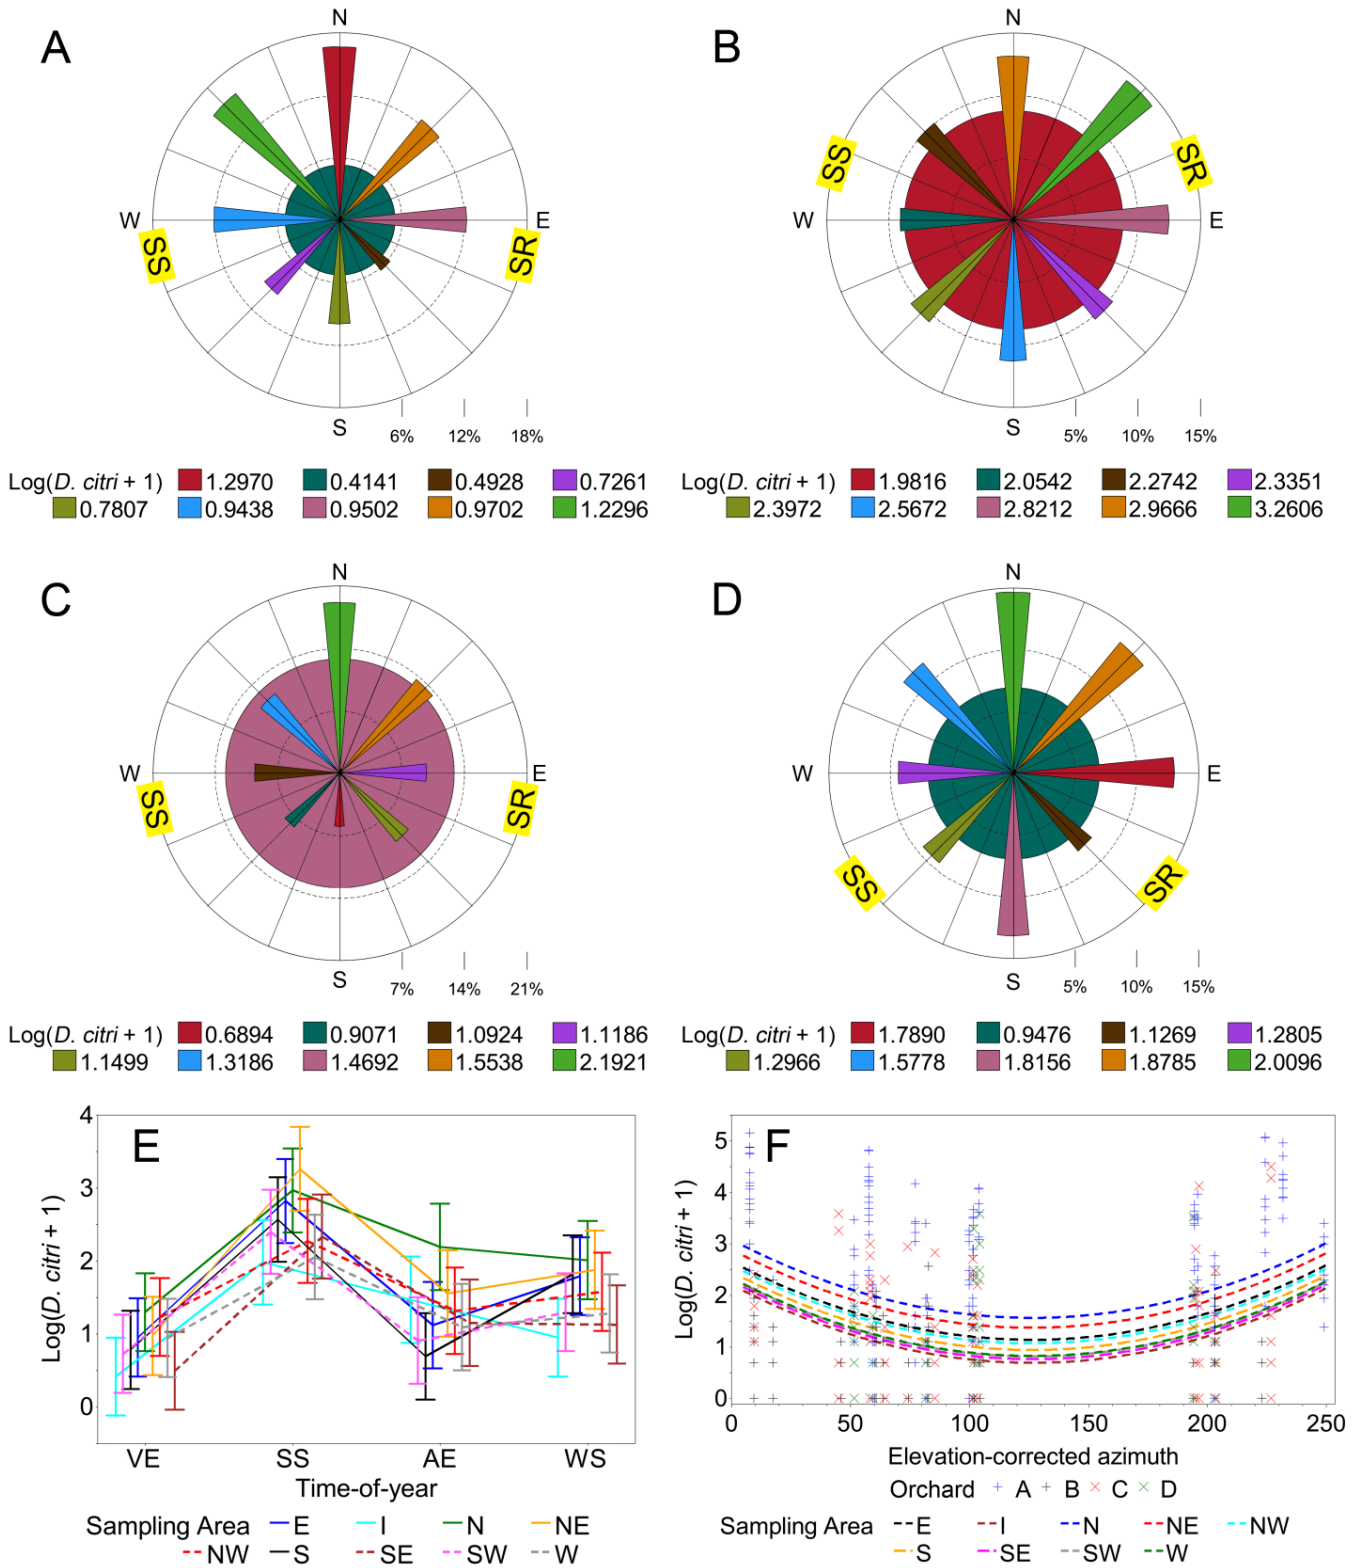 A
N
W
E
SS
SR
S
6% 12% 18%
Log(D. citri + 1) 1.2970 0.4141 0.4928 0.7261
0.7807 0.9438 0.9502 0.9702 1.2296
B
N
SS
SR
W
E
S
5% 10% 15%
Log(D. citri + 1) 1.9816 2.0542 2.2742 2.3351
2.3972 2.5672 2.8212 2.9666 3.2606
C
N
W
E
SS
SR
S
7% 14% 21%
Log(D. citri + 1) 0.6894 0.9071 1.0924 1.1186
1.1499 1.3186 1.4692 1.5538 2.1921
D
N
W
E
SS
SR
S
5% 10% 15%
Log(D. citri + 1) 1.7890 0.9476 1.1269 1.2805
1.2966 1.5778 1.8156 1.8785 2.0096
E
Log(D. citri + 1)
4
3
2
1
0
VE SS AE WS
Time-of-year
Sampling Area E I N NE
NW S SE SW W
F
Log(D. citri + 1)
5
4
3
2
1
0
0 50 100 150 200 250
Elevation-corrected azimuth
Orchard + A + B × C × D
Sampling Area E I N NE NW
S SE SW W